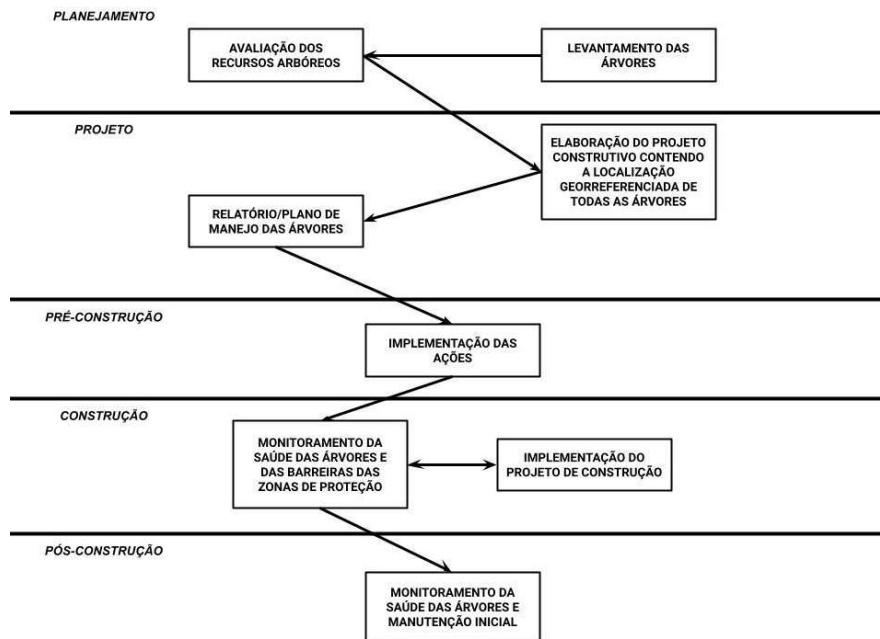 PLANEJAMENTO
AVALIAÇÃO DOS
RECURSOS ARBÓREOS
LEVANTAMENTO DAS
ÁRVORES
PROJETO
ELABORAÇÃO DO PROJETO
CONSTRUTIVO CONTENDO
A LOCALIZAÇÃO
GEORREFERENCIADA DE
TODAS AS ÁRVORES
RELATÓRIO/PLANO DE
MANEJO DAS ÁRVORES
PRÉ-CONSTRUÇÃO
IMPLEMENTAÇÃO DAS
AÇÕES
CONSTRUÇÃO
MONITORAMENTO DA
SAÚDE DAS ÁRVORES E
DAS BARREIRAS DAS
ZONAS DE PROTEÇÃO
IMPLEMENTAÇÃO DO
PROJETO DE CONSTRUÇÃO
PÓS-CONSTRUÇÃO
MONITORAMENTO DA
SAÚDE DAS ÁRVORES E
MANUTENÇÃO INICIAL